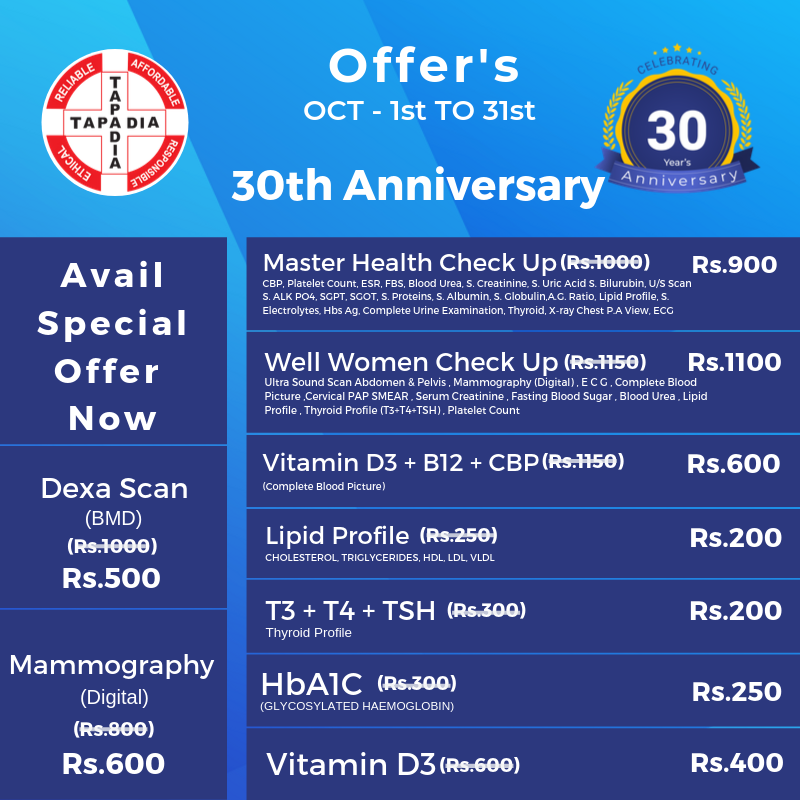 RELIABLE
AFFORDABLE
TAPADIA
TAPADIA
ETHICAL
RESPONSIBLE
Offer's
OCT - 1st TO 31st
30th Anniversary
CELEBRATING
30
Year's
Anniversary
Avail
Special
Offer
Now
Dexa Scan
(BMD)
(Rs.1000)
Rs.500
Mammography
(Digital)
(Rs.800)
Rs.600
Master Health Check Up (Rs.1000) Rs.900
CBP, Platelet Count, ESR, FBS, Blood Urea, S. Creatinine, S. Uric Acid S. Bilurubin, U/S Scan
S. ALK PO4, SGPT, SGOT, S. Proteins, S. Albumin, S. Globulin,A.G. Ratio, Lipid Profile, S.
Electrolytes, Hbs Ag, Complete Urine Examination, Thyroid, X-ray Chest P.A View, ECG
Well Women Check Up (Rs.1150) Rs.1100
Ultra Sound Scan Abdomen & Pelvis , Mammography (Digital) , E C G , Complete Blood
Picture ,Cervical PAP SMEAR , Serum Creatinine , Fasting Blood Sugar , Blood Urea , Lipid
Profile , Thyroid Profile (T3+T4+TSH) , Platelet Count
Vitamin D3 + B12 + CBP (Rs.1150) Rs.600
(Complete Blood Picture)
Lipid Profile (Rs.250) Rs.200
CHOLESTEROL, TRIGLYCERIDES, HDL, LDL, VLDL
T3 + T4 + TSH (Rs.300) Rs.200
Thyroid Profile
HbA1C (Rs.300) Rs.250
(GLYCOSYLATED HAEMOGLOBIN)
Vitamin D3 (Rs.600) Rs.400